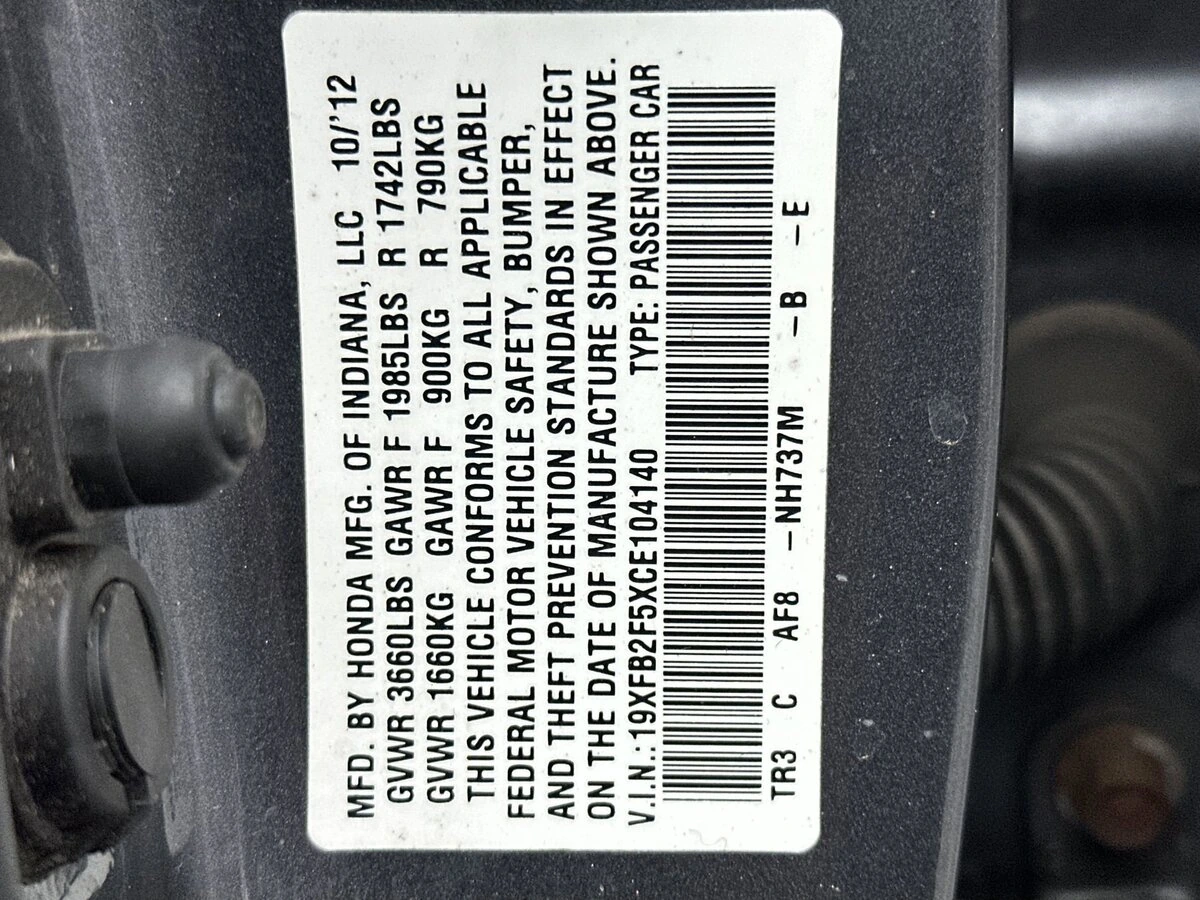 MFD. BY HONDA MFG. OF INDIANA, LLC 10/'12
GVWR 3660LBS GAWR F 1985LBS R 1742LBS
GVWR 1660KG GAWR F 900KG R 790KG
THIS VEHICLE CONFORMS TO ALL APPLICABLE
FEDERAL MOTOR VEHICLE SAFETY, BUMPER,
AND THEFT PREVENTION STANDARDS IN EFFECT
ON THE DATE OF MANUFACTURE SHOWN ABOVE.
V.I.N.:19XFB2F5XCE104140 TYPE: PASSENGER CAR
TR3 C AF8 -NH737M -B -E